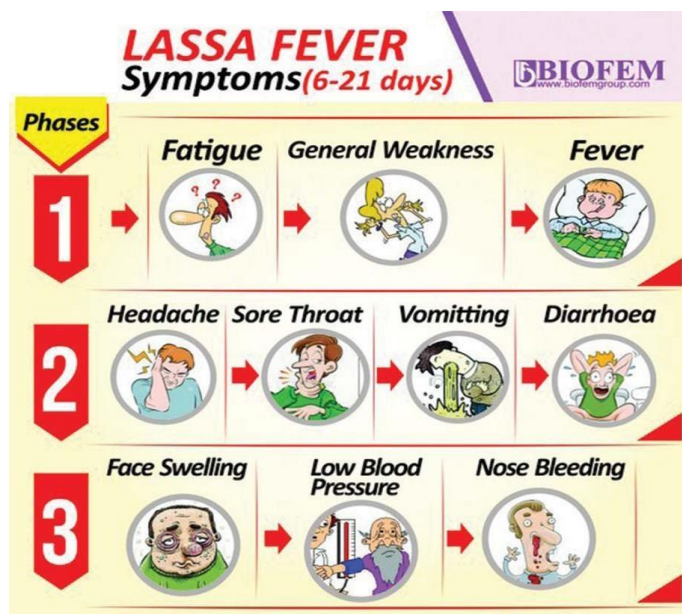 LASSA FEVER
Symptoms(6-21 days)
BIOFEM
www.biofemgroup.com
Phases
1
Fatigue
General Weakness
Fever
? ? ?
2
Headache
Sore Throat
Vomitting
Diarrhoea
3
Face Swelling
Low Blood
Pressure
Nose Bleeding